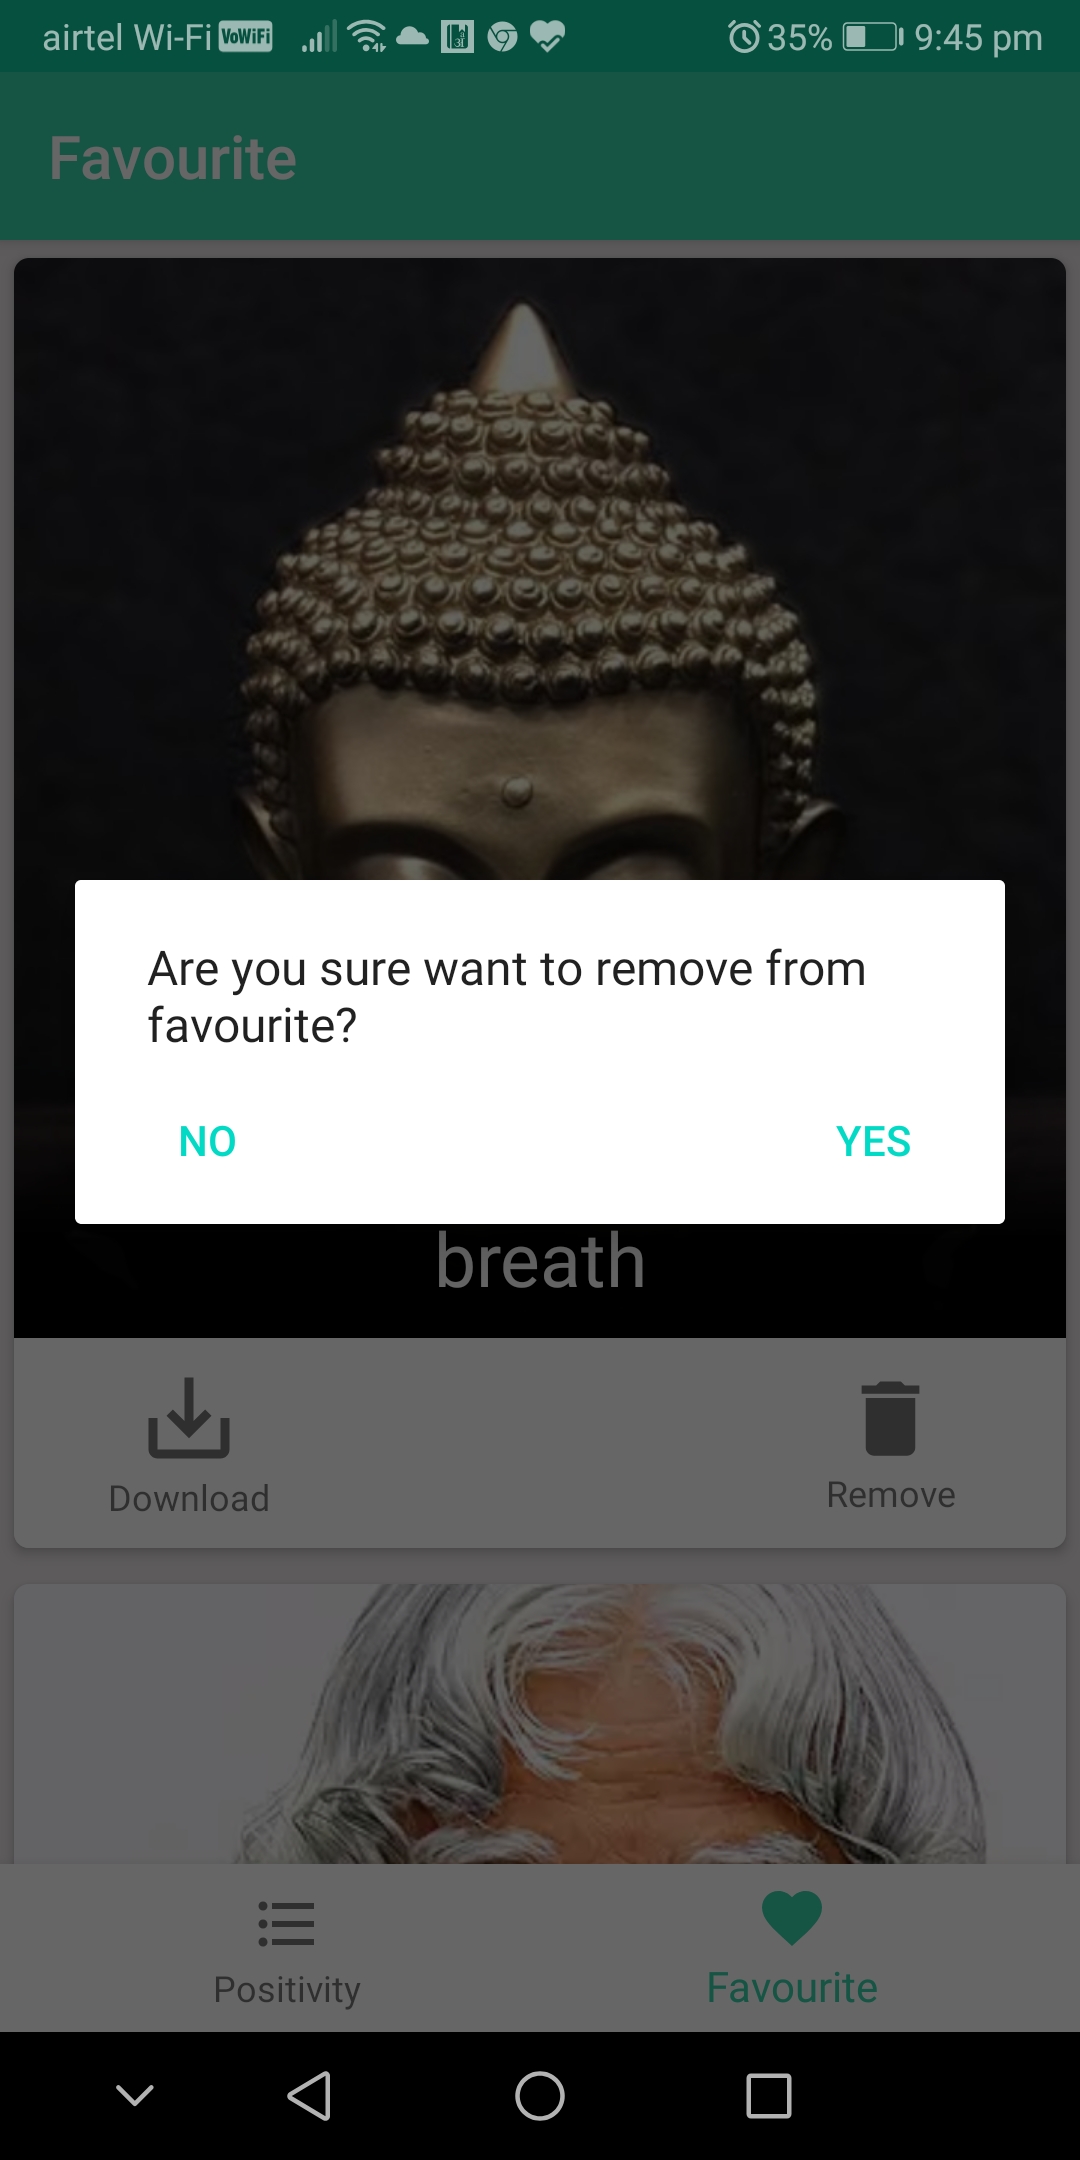 airtel Wi-Fi VoWiFi 31 35% 9:45 pm
Favourite
Are you sure want to remove from
favourite?
NO YES
breath
Download Remove
Positivity Favourite